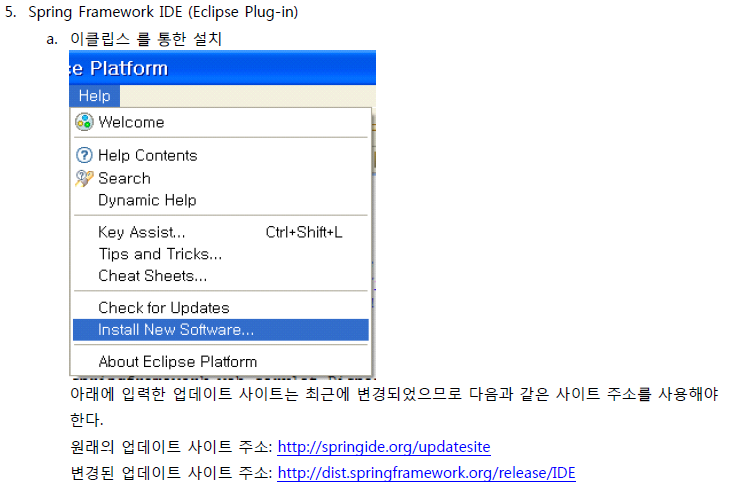 5. Spring Framework IDE (Eclipse Plug-in)
a. 이클립스 를 통한 설치
se Platform
Help
Welcome
Help Contents
Search
Dynamic Help
Key Assist... Ctrl+Shift+L
Tips and Tricks...
Cheat Sheets...
Check for Updates
Install New Software...
About Eclipse Platform
아래에 입력한 업데이트 사이트는 최근에 변경되었으므로 다음과 같은 사이트 주소를 사용해야
한다.
원래의 업데이트 사이트 주소: http://springide.org/updatesite
변경된 업데이트 사이트 주소: http://dist.springframework.org/release/IDE